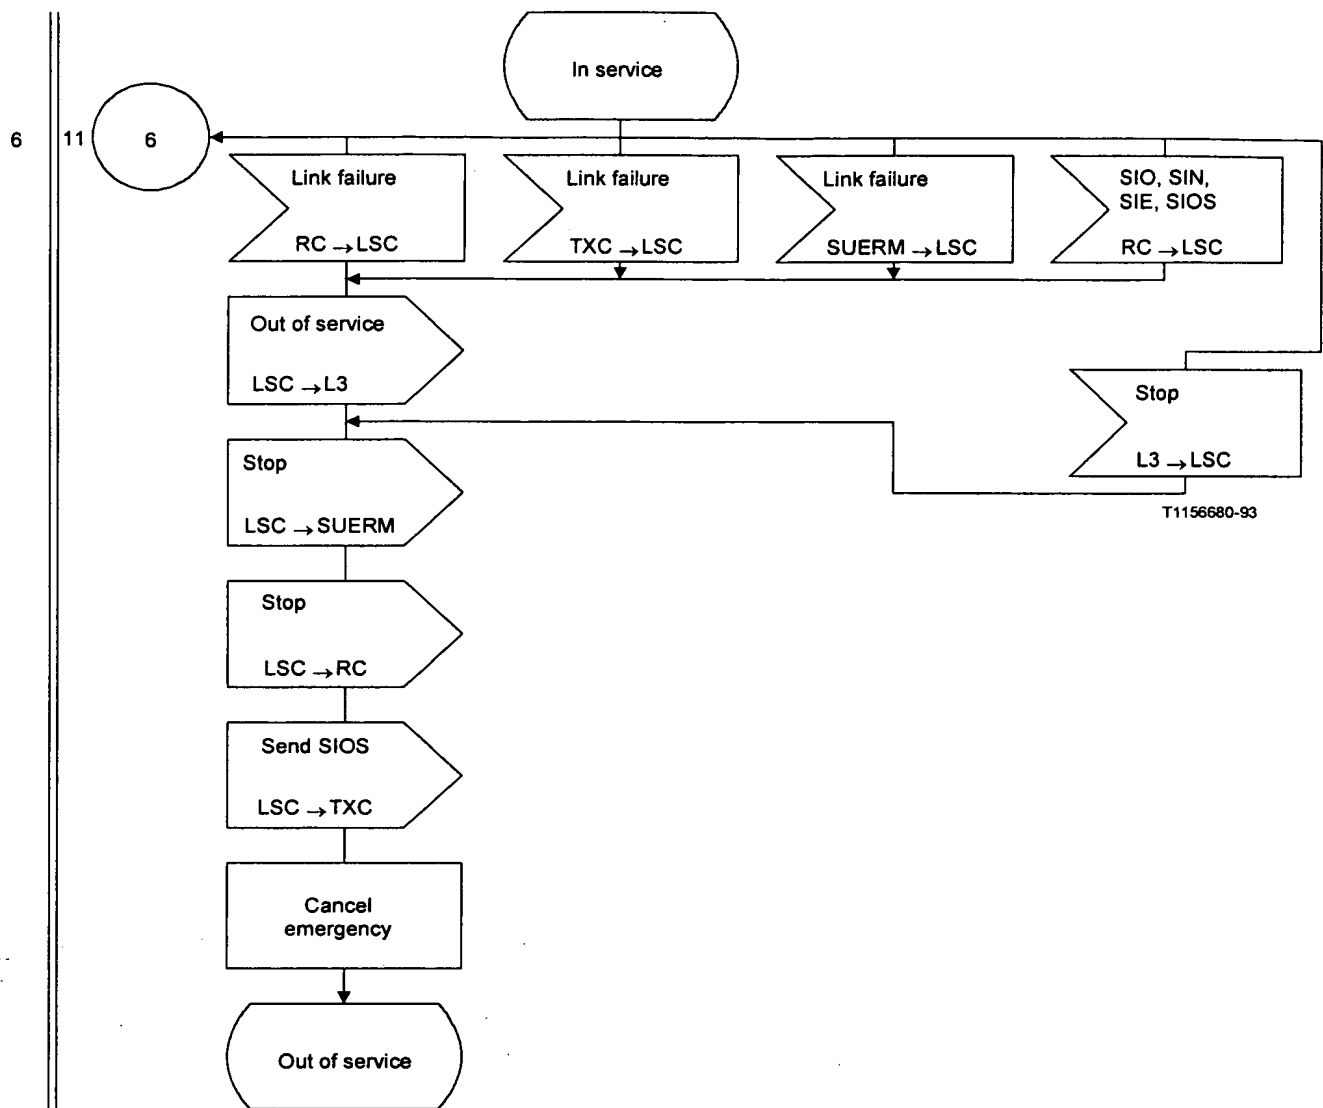 In service
6
11
6
Link failure
RC → LSC
Link failure
TXC → LSC
Link failure
SUERM → LSC
SIO, SIN,
SIE, SIOS
RC → LSC
Out of service
LSC → L3
Stop
L3 → LSC
T1156680-93
Stop
LSC → SUERM
Stop
LSC → RC
Send SIOS
LSC → TXC
Cancel
emergency
Out of service